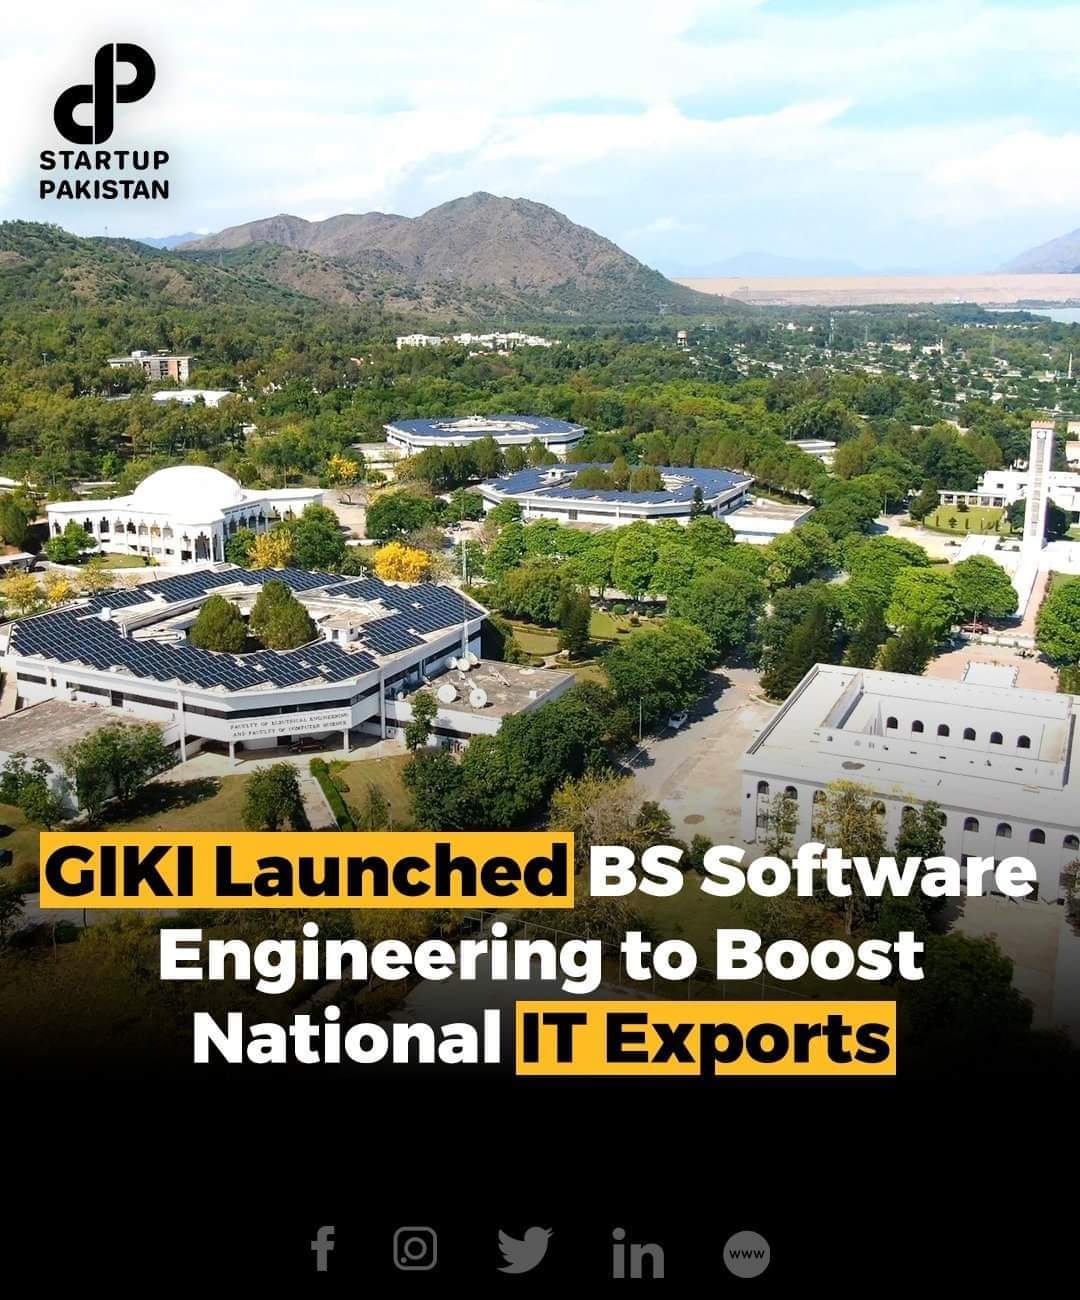 STARTUP
PAKISTAN
FACULTY OF ELECTRICAL ENGINEERING
AND FACULTY OF COMPUTER SCIENCE
GIKI Launched BS Software
Engineering to Boost
National IT Exports
www